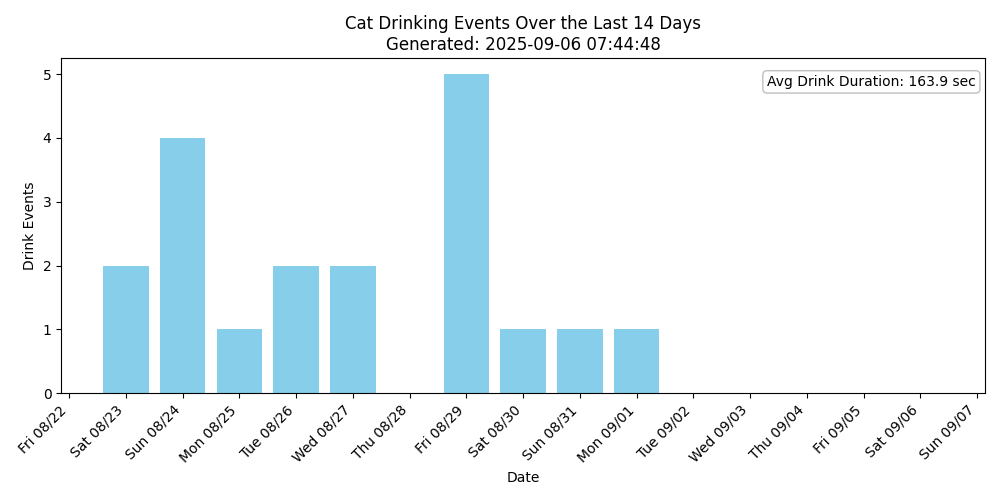 Cat Drinking Events Over the Last 14 Days
Generated: 2025-09-06 07:44:48
Avg Drink Duration: 163.9 sec
Drink Events
5
4
3
2
1
0
Fri 08/22
Sat 08/23
Sun 08/24
Mon 08/25
Tue 08/26
Wed 08/27
Thu 08/28
Fri 08/29
Sat 08/30
Sun 08/31
Mon 09/01
Tue 09/02
Wed 09/03
Thu 09/04
Fri 09/05
Sat 09/06
Sun 09/07
Date